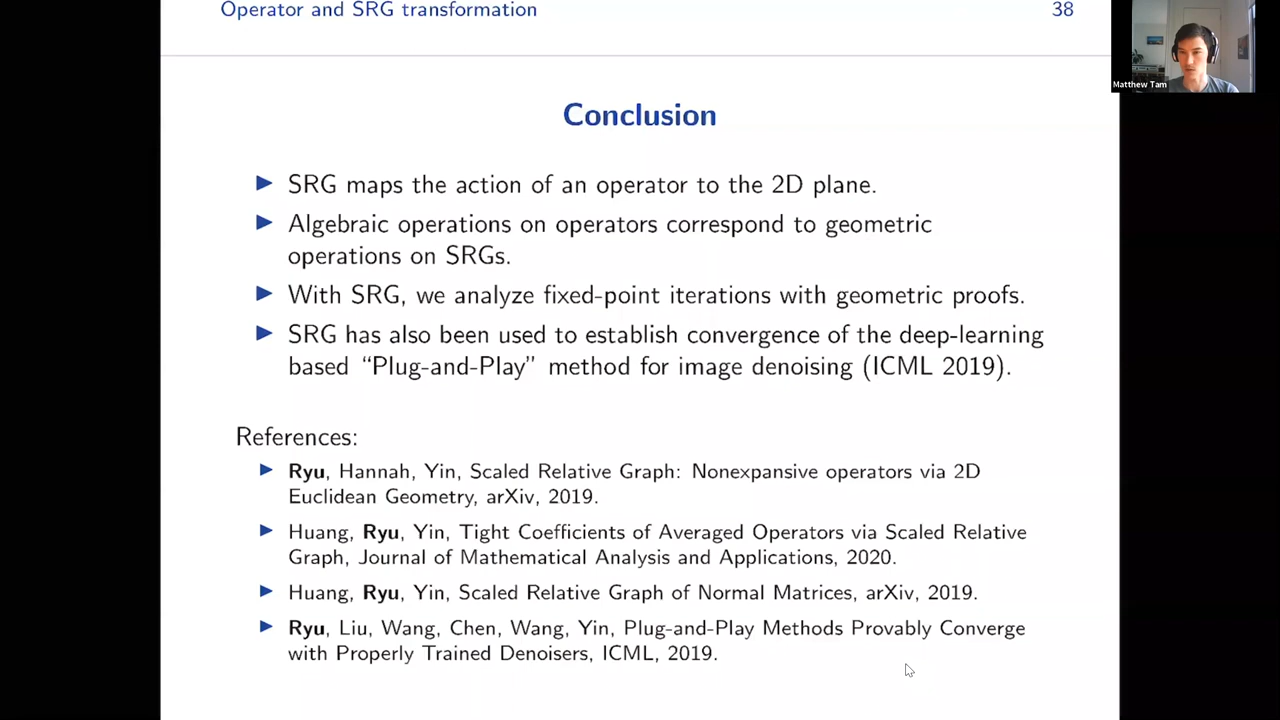 Operator and SRG transformation 38
Matthew Tam
Conclusion
▶ SRG maps the action of an operator to the 2D plane.
▶ Algebraic operations on operators correspond to geometric
operations on SRGs.
▶ With SRG, we analyze fixed-point iterations with geometric proofs.
▶ SRG has also been used to establish convergence of the deep-learning
based “Plug-and-Play” method for image denoising (ICML 2019).
References:
▶ Ryu, Hannah, Yin, Scaled Relative Graph: Nonexpansive operators via 2D
Euclidean Geometry, arXiv, 2019.
▶ Huang, Ryu, Yin, Tight Coefficients of Averaged Operators via Scaled Relative
Graph, Journal of Mathematical Analysis and Applications, 2020.
▶ Huang, Ryu, Yin, Scaled Relative Graph of Normal Matrices, arXiv, 2019.
▶ Ryu, Liu, Wang, Chen, Wang, Yin, Plug-and-Play Methods Provably Converge
with Properly Trained Denoisers, ICML, 2019.